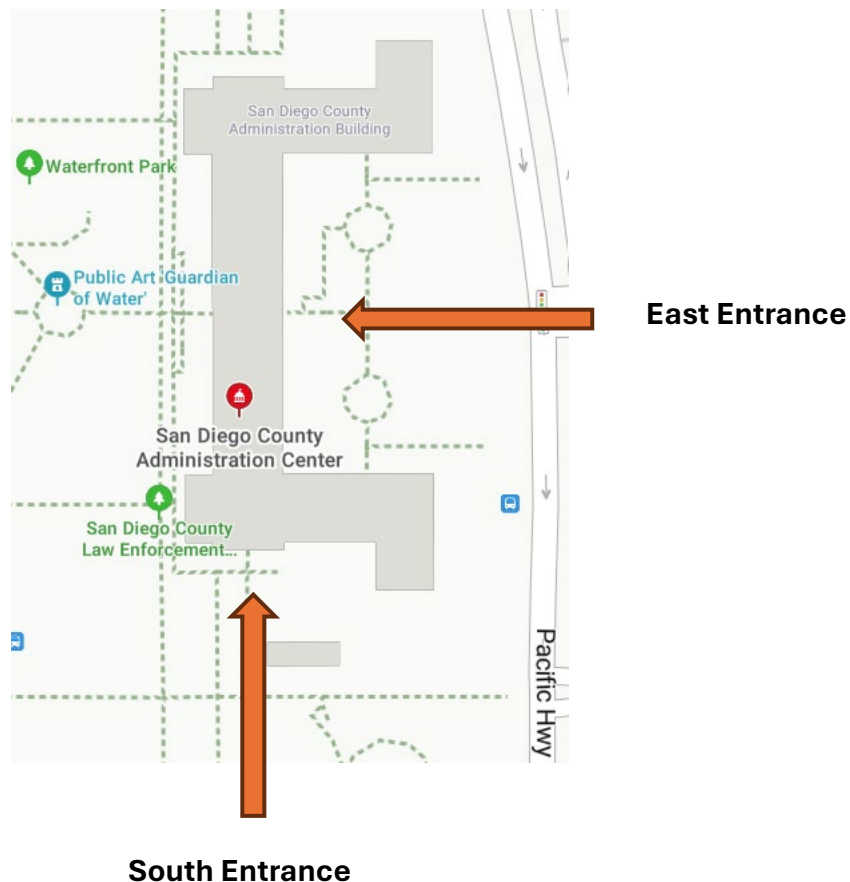 San Diego County
Administration Building
Waterfront Park
Public Art 'Guardian
of Water'
East Entrance
San Diego County
Administration Center
San Diego County
Law Enforcement...
Pacific Hwy
South Entrance